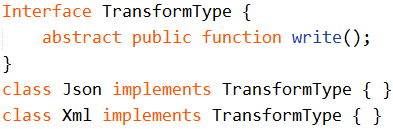 Interface TransformType {
    abstract public function write();
}
class Json implements TransformType { }
class Xml implements TransformType { }